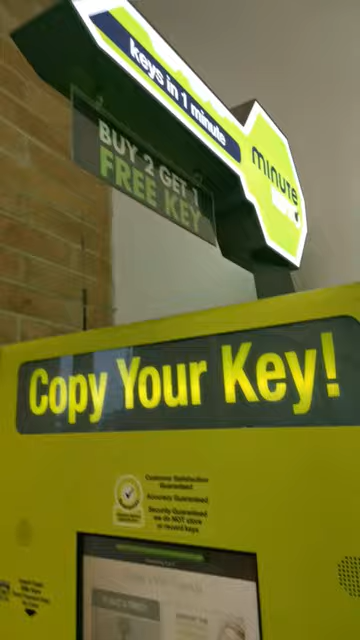 keys in 1 minute
minute
KEY
BUY 2 GET 1
FREE KEY
Copy Your Key!
Customer Satisfaction
Guaranteed
Accuracy Guaranteed
Security Guaranteed
we do NOT store
or record keys